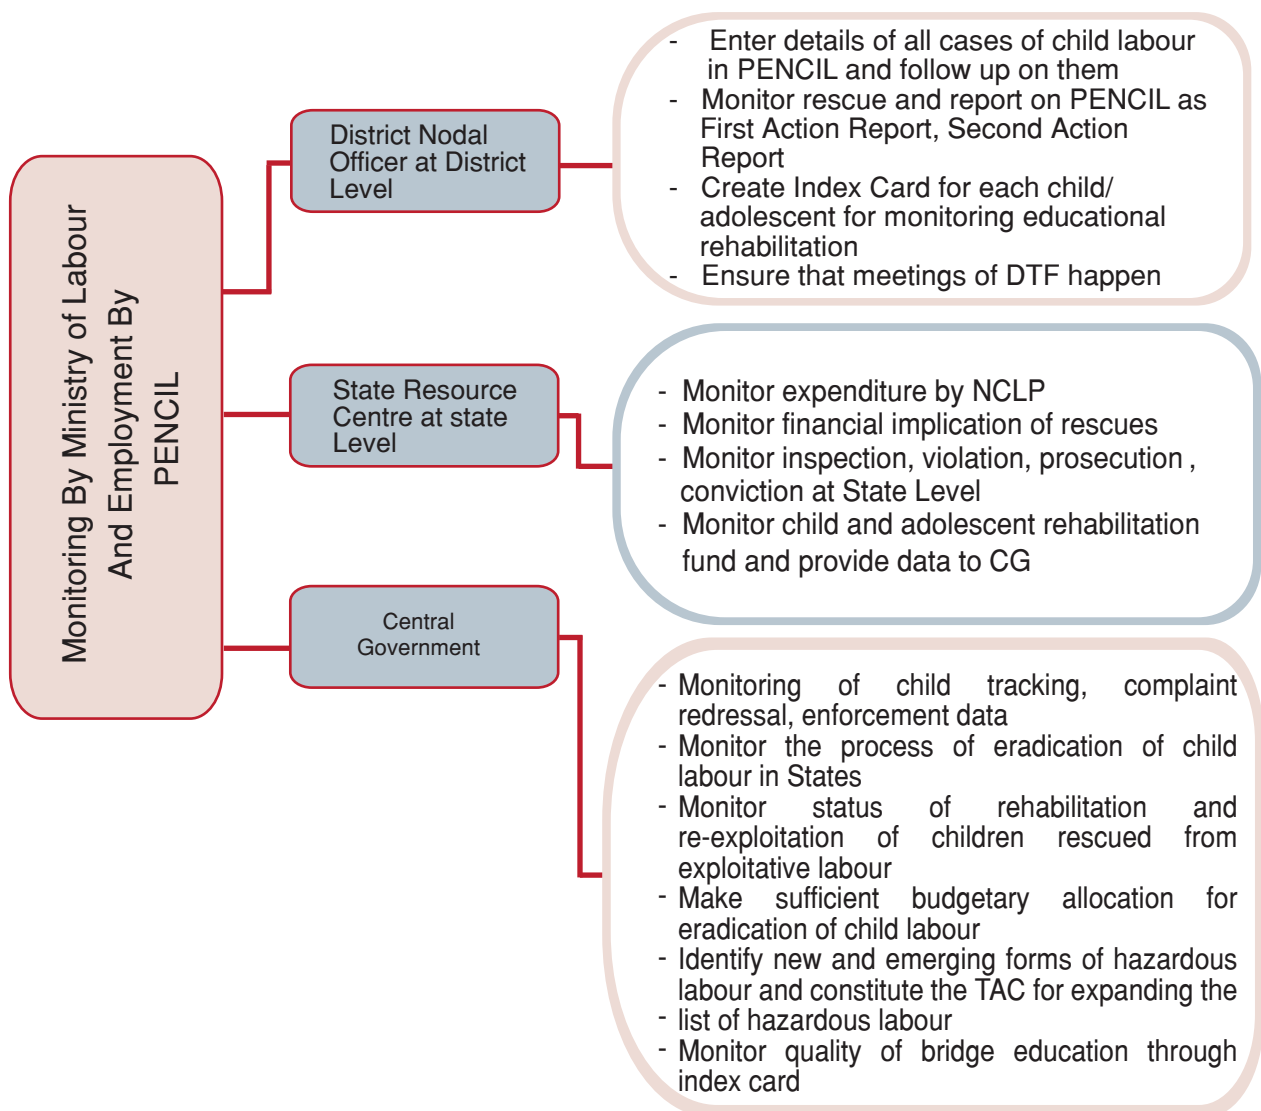 Monitoring By Ministry of Labour
And Employment By
PENCIL
District Nodal
Officer at District
Level
- Enter details of all cases of child labour
in PENCIL and follow up on them
- Monitor rescue and report on PENCIL as
First Action Report, Second Action
Report
- Create Index Card for each child/
adolescent for monitoring educational
rehabilitation
- Ensure that meetings of DTF happen
State Resource
Centre at state
Level
- Monitor expenditure by NCLP
- Monitor financial implication of rescues
- Monitor inspection, violation, prosecution ,
conviction at State Level
- Monitor child and adolescent rehabilitation
fund and provide data to CG
Central
Government
- Monitoring of child tracking, complaint
redressal, enforcement data
- Monitor the process of eradication of child
labour in States
- Monitor status of rehabilitation and
re-exploitation of children rescued from
exploitative labour
- Make sufficient budgetary allocation for
eradication of child labour
- Identify new and emerging forms of hazardous
labour and constitute the TAC for expanding the
- list of hazardous labour
- Monitor quality of bridge education through
index card